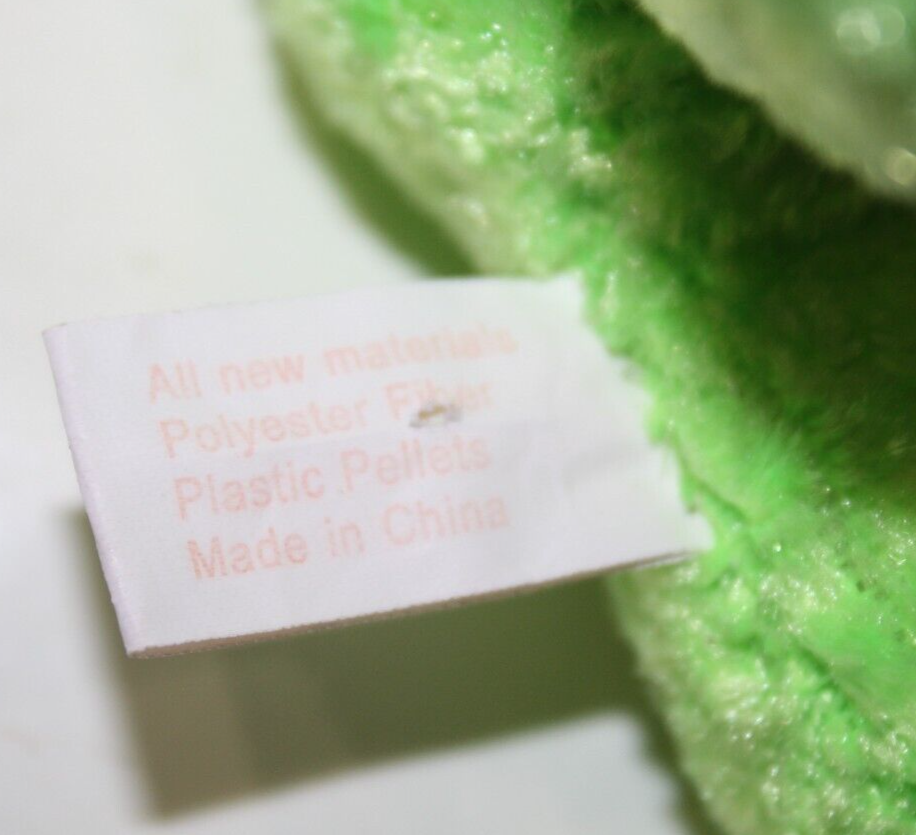 All new materials
Polyester Fiber
Plastic Pellets
Made in China